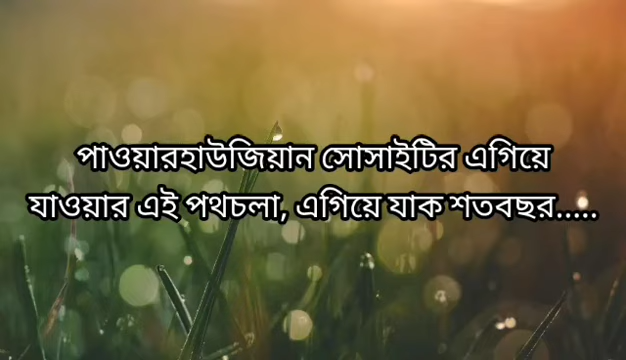 পাওয়ারহাউজিয়ান সোসাইটির এগিয়ে
যাওয়ার এই পথচলা, এগিয়ে যাক শতবছর.....